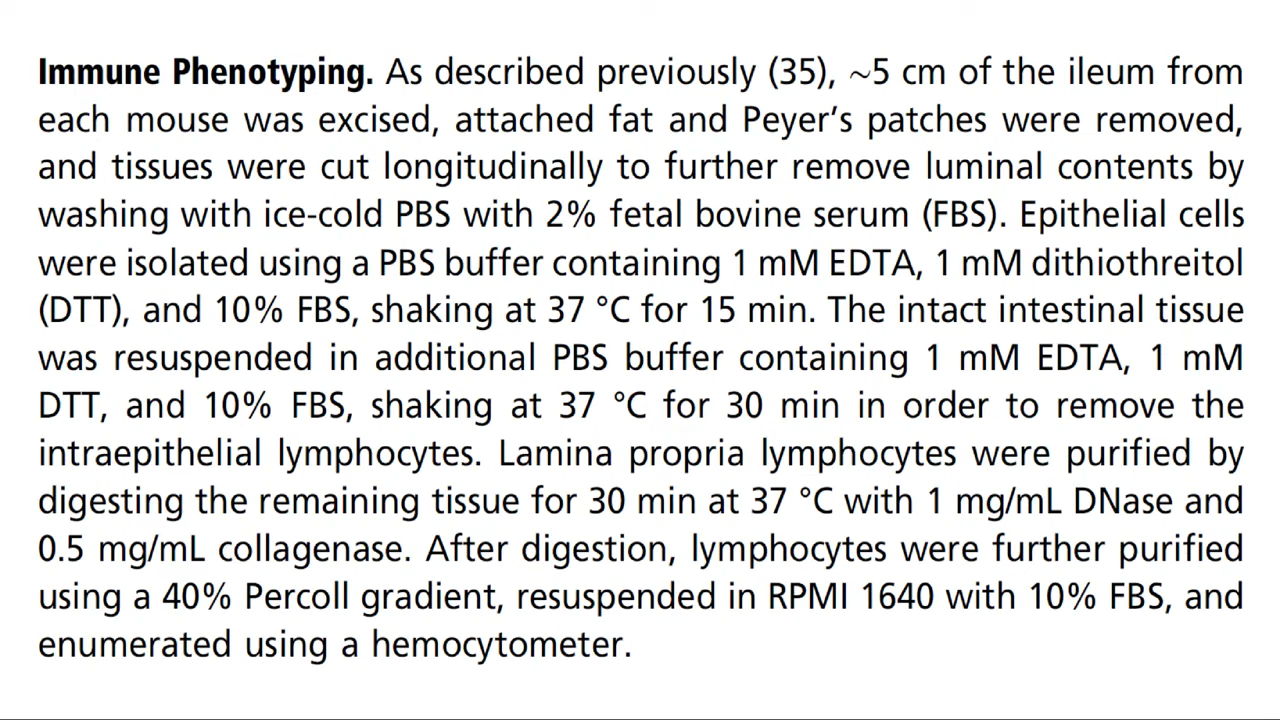 Immune Phenotyping. As described previously (35), ~5 cm of the ileum from
each mouse was excised, attached fat and Peyer's patches were removed,
and tissues were cut longitudinally to further remove luminal contents by
washing with ice-cold PBS with 2% fetal bovine serum (FBS). Epithelial cells
were isolated using a PBS buffer containing 1 mM EDTA, 1 mM dithiothreitol
(DTT), and 10% FBS, shaking at 37 °C for 15 min. The intact intestinal tissue
was resuspended in additional PBS buffer containing 1 mM EDTA, 1 mM
DTT, and 10% FBS, shaking at 37 °C for 30 min in order to remove the
intraepithelial lymphocytes. Lamina propria lymphocytes were purified by
digesting the remaining tissue for 30 min at 37 °C with 1 mg/mL DNase and
0.5 mg/mL collagenase. After digestion, lymphocytes were further purified
using a 40% Percoll gradient, resuspended in RPMI 1640 with 10% FBS, and
enumerated using a hemocytometer.